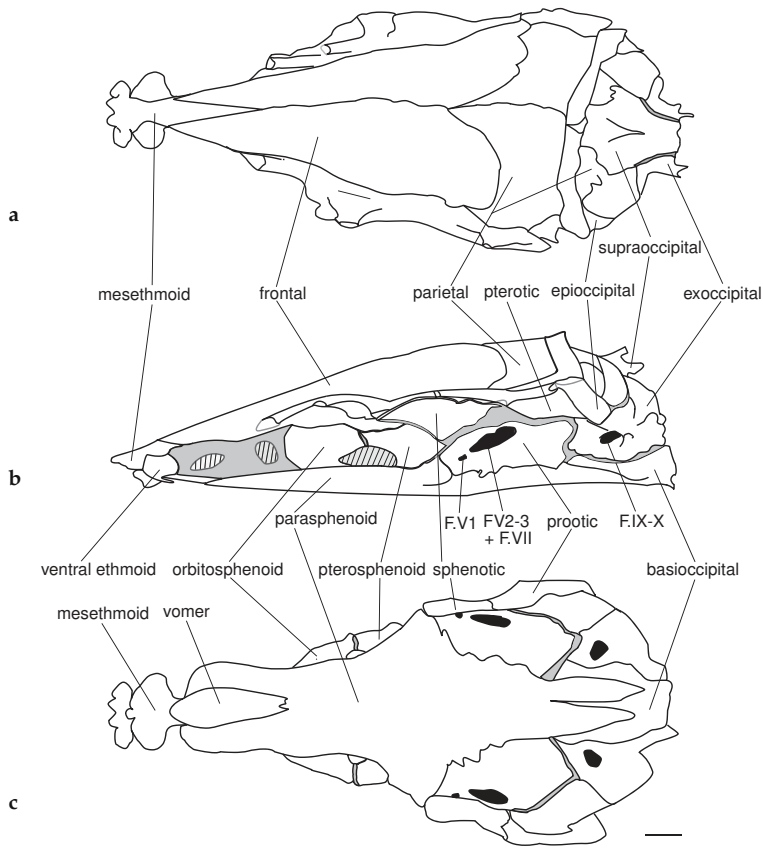 a
supraoccipital
mesethmoid frontal parietal pterotic epioccipital exoccipital
b
parasphenoid F.V1 FV2-3 prootic F.IX-X
+ F.VII
ventral ethmoid orbitosphenoid pterosphenoid sphenotic basioccipital
mesethmoid vomer
c